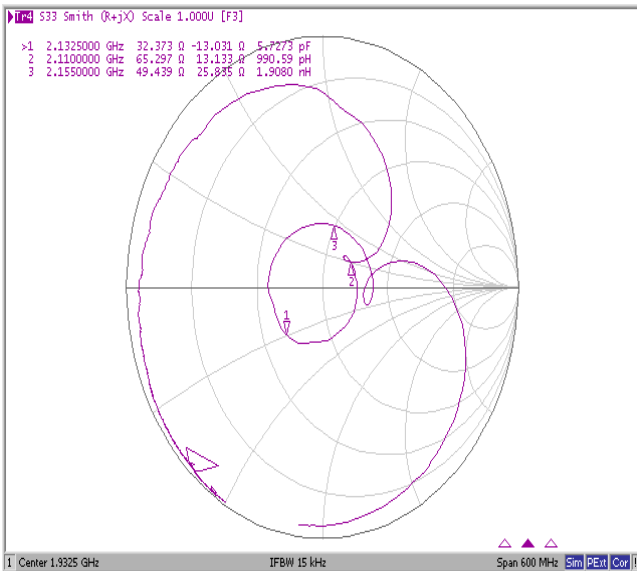 Tr4 S33 Smith (R+jX) Scale 1.000U [F3]
>1 2.1325000 GHz 32.373 Ω -13.031 Ω 5.7273 pF
2 2.1100000 GHz 65.297 Ω 13.133 Ω 990.59 pH
3 2.1550000 GHz 49.439 Ω 25.835 Ω 1.9080 nH
3
2
1
1 Center 1.9325 GHz IFBW 15 kHz Span 600 MHz Sim PExt Cor